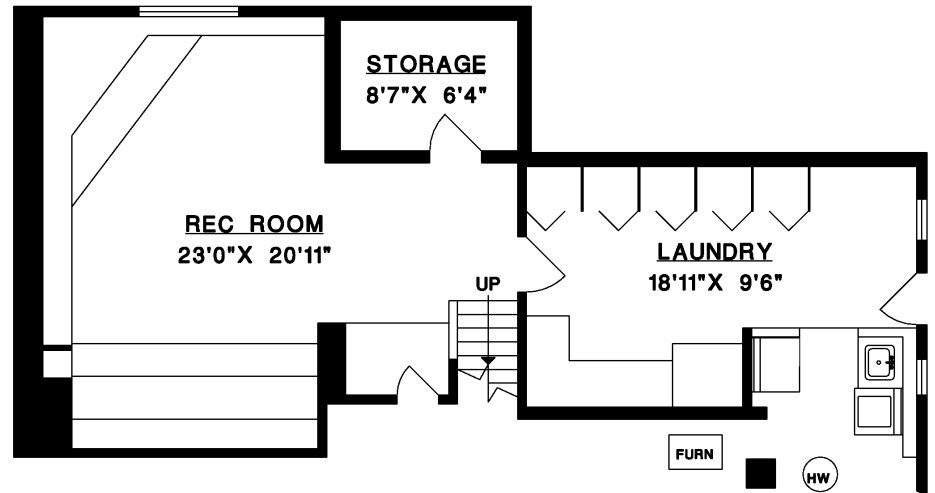 STORAGE
8'7"X 6'4"
REC ROOM
23'0"X 20'11"
LAUNDRY
18'11"X 9'6"
UP
FURN
HW